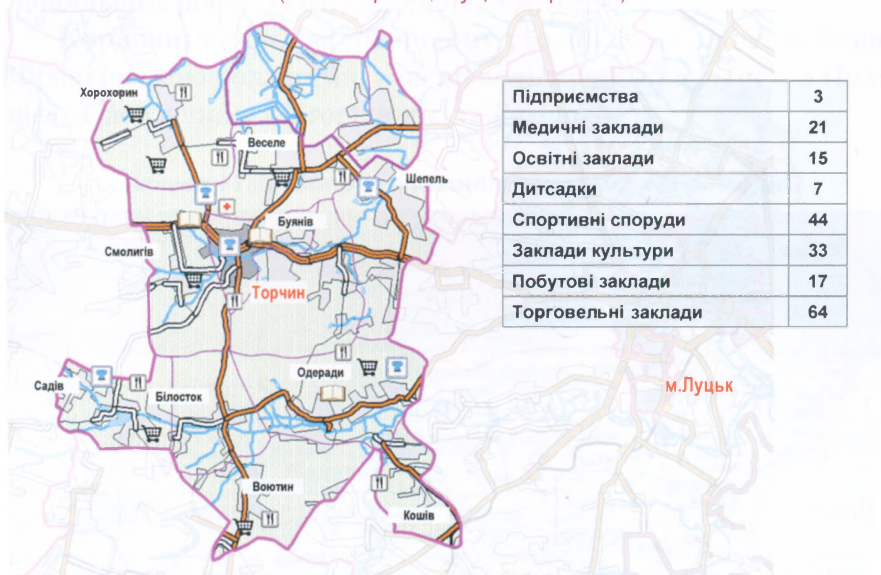 Хорохорин
Веселе
Шепель
Буянів
Смолигів
Торчин
Одеради
Садів
Білосток
Воютин
Кошів
м.Луцьк
Підприємства 3
Медичні заклади 21
Освітні заклади 15
Дитсадки 7
Спортивні споруди 44
Заклади культури 33
Побутові заклади 17
Торговельні заклади 64